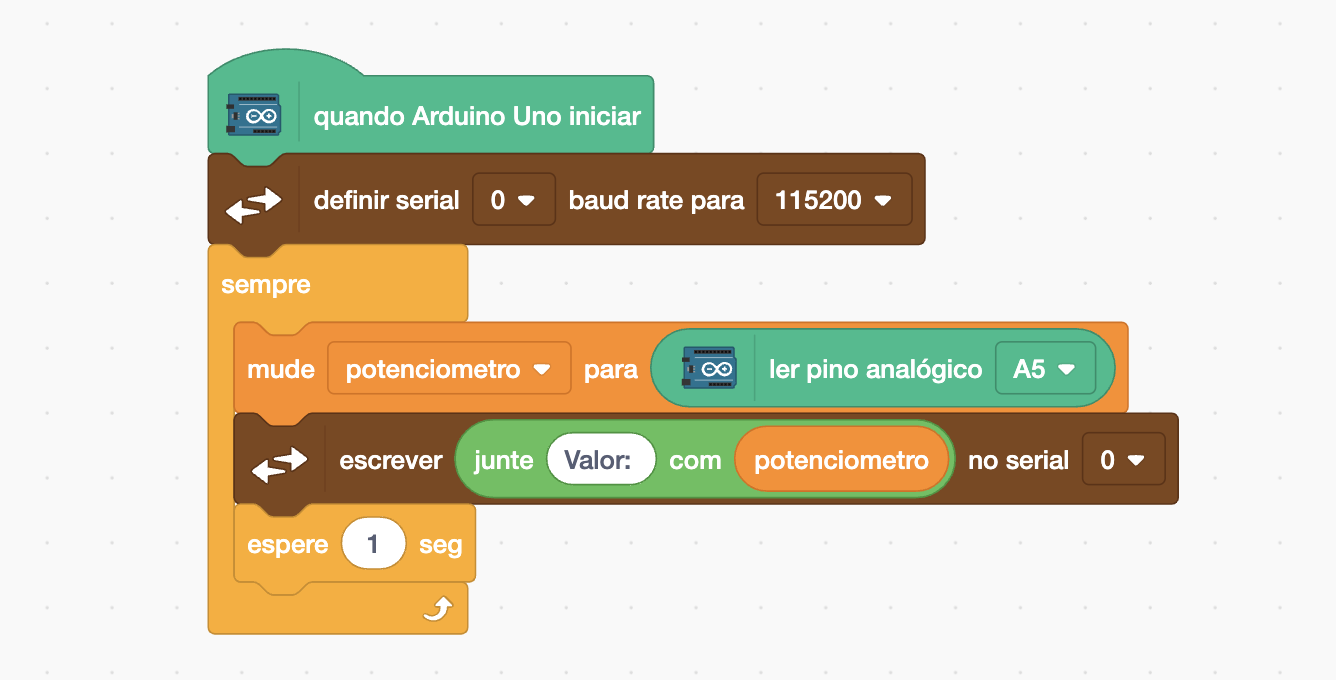 quando Arduino Uno iniciar
definir serial 0 baud rate para 115200
sempre
mude potenciometro para ler pino analógico A5
escrever junte Valor: com potenciometro no serial 0
espere 1 seg